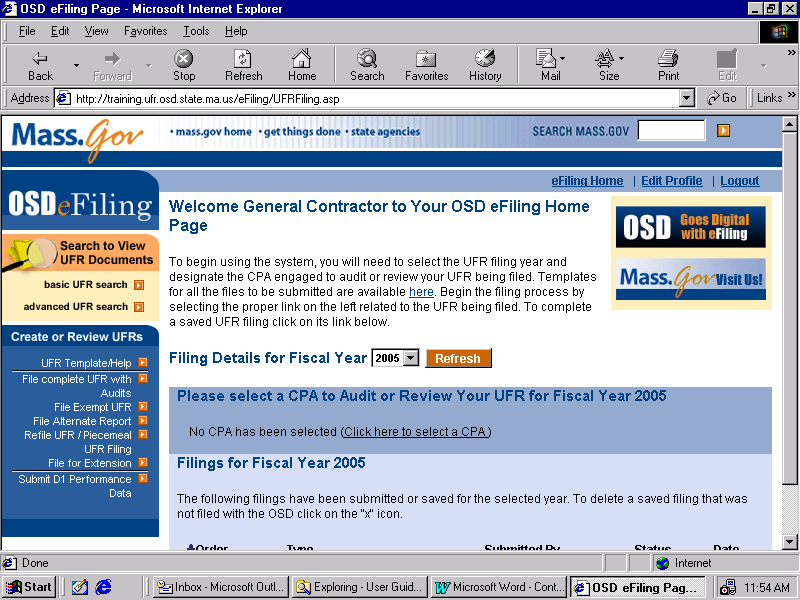 OSD eFiling Page - Microsoft Internet Explorer
File Edit View Favorites Tools Help
Back Forward Stop Refresh Home Search Favorites History Mail Size Print Edit
Address http://training.ufr.osd.state.ma.us/eFiling/UFRFiling.asp Go Links
Mass.Gov • mass.gov home • get things done • state agencies SEARCH MASS.GOV
eFiling Home | Edit Profile | Logout
OSDeFiling
Search to View
UFR Documents
basic UFR search
advanced UFR search
Create or Review UFRs
UFR Template/Help
File complete UFR with
Audits
File Exempt UFR
File Alternate Report
Refile UFR / Piecemeal
UFR Filing
File for Extension
Submit D1 Performance
Data
Welcome General Contractor to Your OSD eFiling Home
Page
To begin using the system, you will need to select the UFR filing year and
designate the CPA engaged to audit or review your UFR being filed. Templates
for all the files to be submitted are available here. Begin the filing process by
selecting the proper link on the left related to the UFR being filed. To complete
a saved UFR filing click on its link below.
OSD Goes Digital
with eFiling
Mass.Gov Visit Us!
Filing Details for Fiscal Year 2005 Refresh
Please select a CPA to Audit or Review Your UFR for Fiscal Year 2005
No CPA has been selected (Click here to select a CPA )
Filings for Fiscal Year 2005
The following filings have been submitted or saved for the selected year. To delete a saved filing that was
not filed with the OSD click on the "x" icon.
Order Type Submitted By Status Date
Done Internet
Start Inbox - Microsoft Outl... Exploring - User Guid... Microsoft Word - Cont... OSD eFiling Pag... 11:54 AM